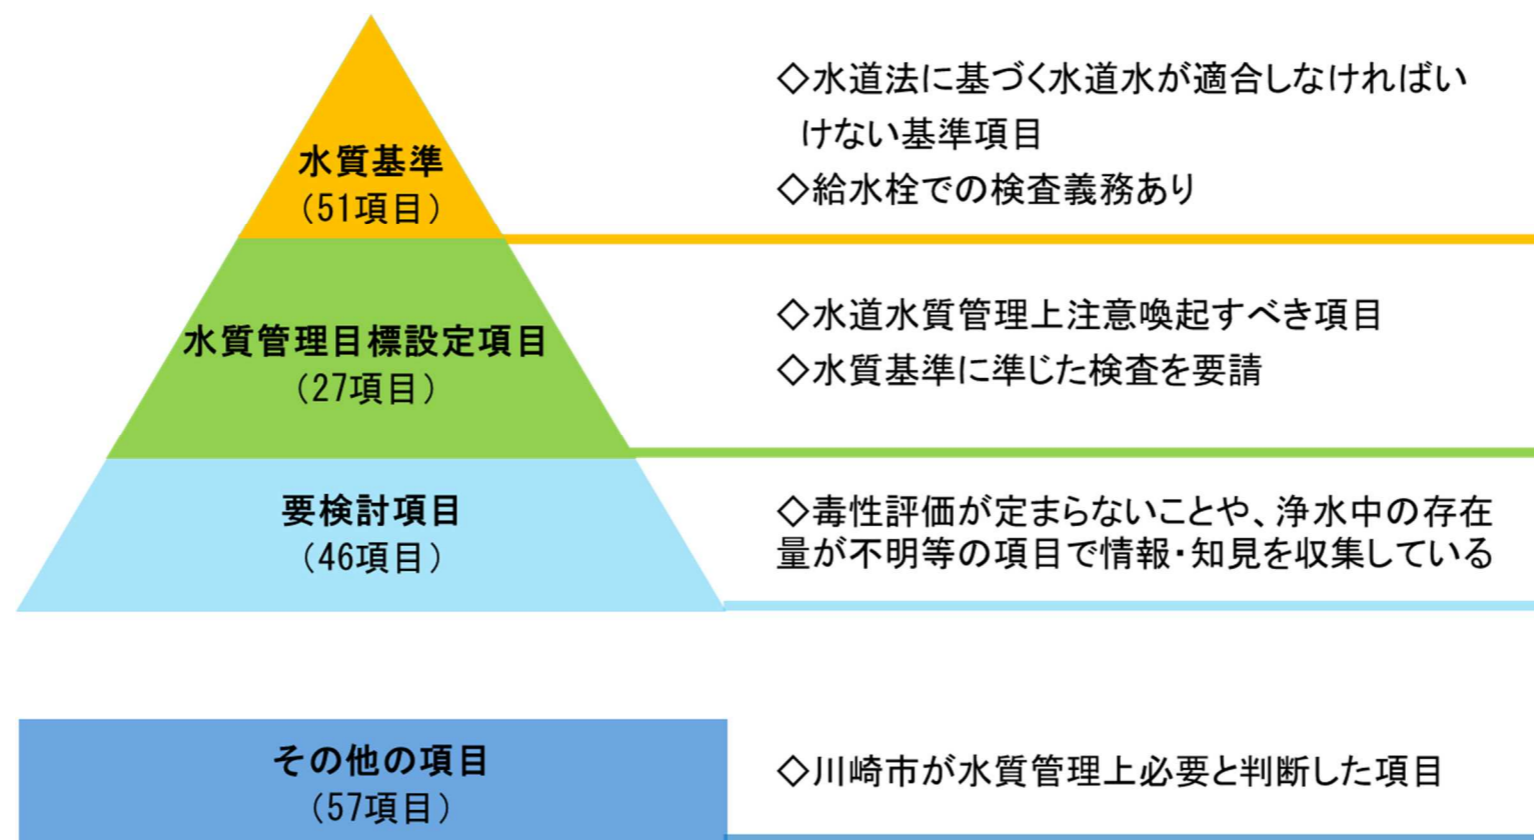 水質基準
（51項目）
◇水道法に基づく水道水が適合しなければい
けない基準項目
◇給水栓での検査義務あり
水質管理目標設定項目
（27項目）
◇水道水質管理上注意喚起すべき項目
◇水質基準に準じた検査を要請
要検討項目
（46項目）
◇毒性評価が定まらないことや、浄水中の存在
量が不明等の項目で情報・知見を収集している
その他の項目
（57項目）
◇川崎市が水質管理上必要と判断した項目